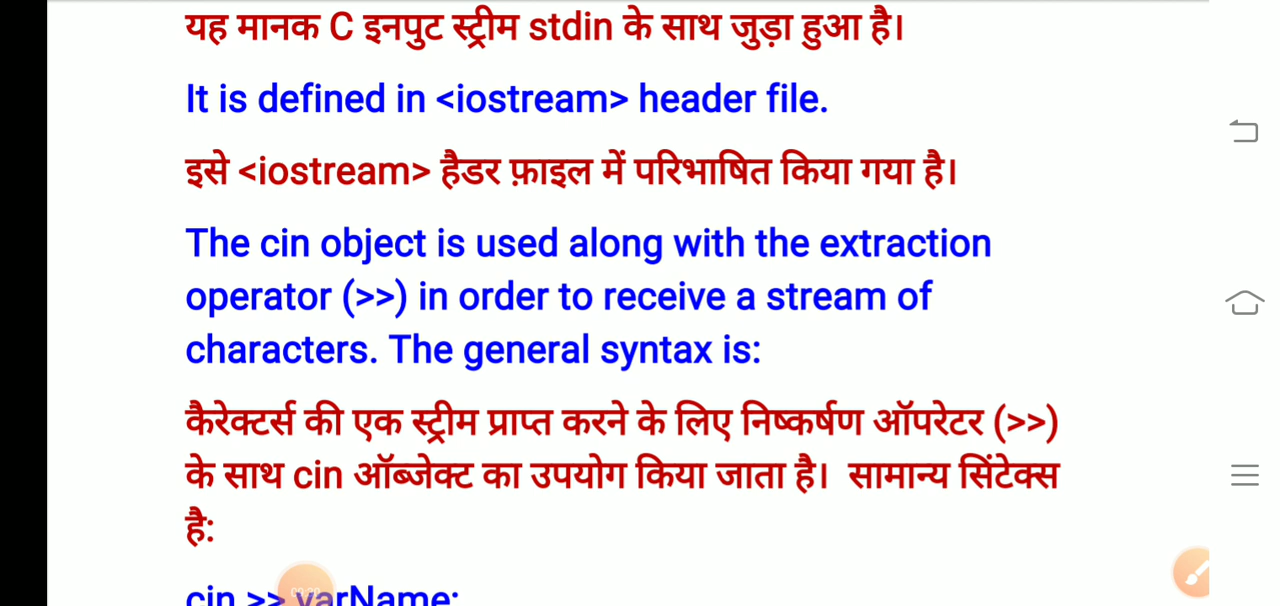 यह मानक C इनपुट स्ट्रीम stdin के साथ जुड़ा हुआ है।
It is defined in <iostream> header file.
इसे <iostream> हैडर फ़ाइल में परिभाषित किया गया है।
The cin object is used along with the extraction
operator (>>) in order to receive a stream of
characters. The general syntax is:
कैरेक्टर्स की एक स्ट्रीम प्राप्त करने के लिए निष्कर्षण ऑपरेटर (>>)
के साथ cin ऑब्जेक्ट का उपयोग किया जाता है। सामान्य सिंटेक्स
है:
cin >> varName;